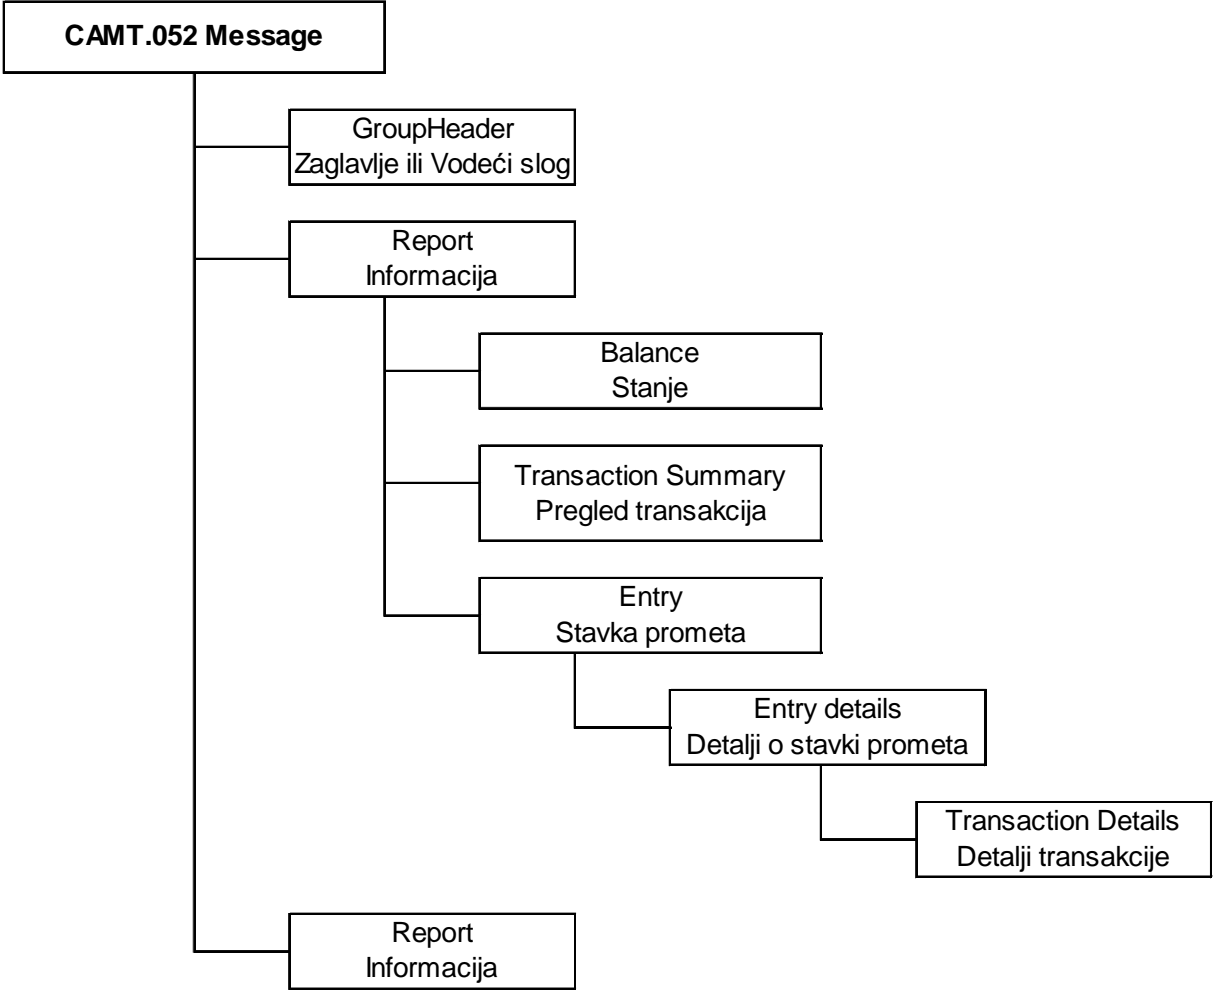 CAMT.052 Message
GroupHeader
Zaglavlje ili Vodeći slog
Report
Informacija
Balance
Stanje
Transaction Summary
Pregled transakcija
Entry
Stavka prometa
Entry details
Detalji o stavki prometa
Transaction Details
Detalji transakcije
Report
Informacija